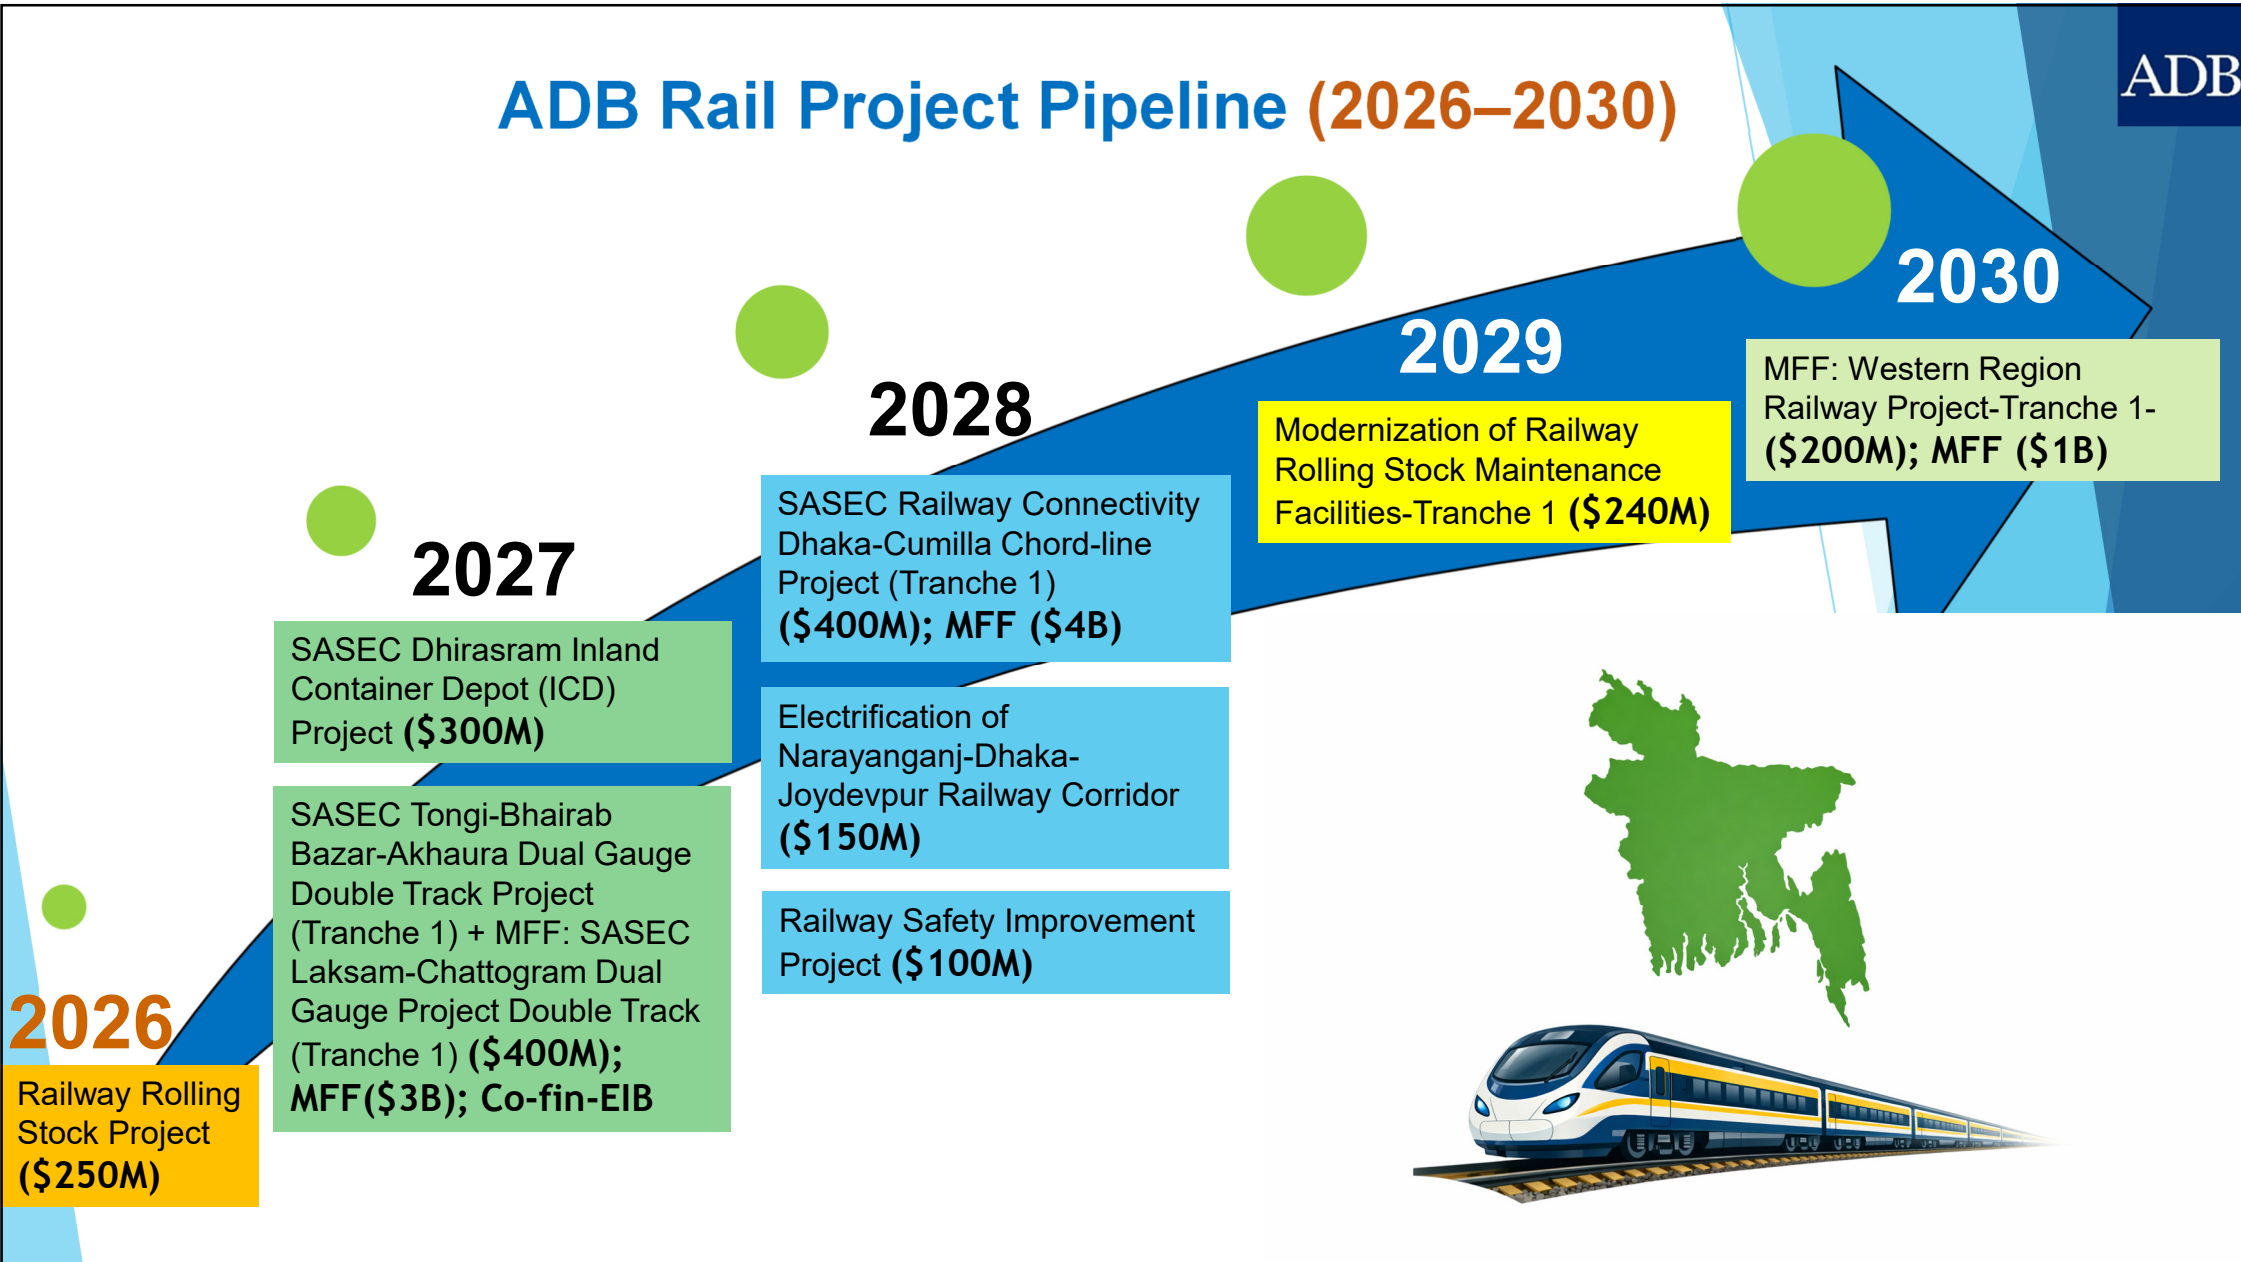 ADB Rail Project Pipeline (2026–2030)
ADB
2026
Railway Rolling
Stock Project
($250M)
2027
SASEC Dhirasram Inland
Container Depot (ICD)
Project ($300M)
SASEC Tongi-Bhairab
Bazar-Akhaura Dual Gauge
Double Track Project
(Tranche 1) + MFF: SASEC
Laksam-Chattogram Dual
Gauge Project Double Track
(Tranche 1) ($400M);
MFF($3B); Co-fin-EIB
2028
SASEC Railway Connectivity
Dhaka-Cumilla Chord-line
Project (Tranche 1)
($400M); MFF ($4B)
Electrification of
Narayanganj-Dhaka-
Joydevpur Railway Corridor
($150M)
Railway Safety Improvement
Project ($100M)
2029
Modernization of Railway
Rolling Stock Maintenance
Facilities-Tranche 1 ($240M)
2030
MFF: Western Region
Railway Project-Tranche 1-
($200M); MFF ($1B)